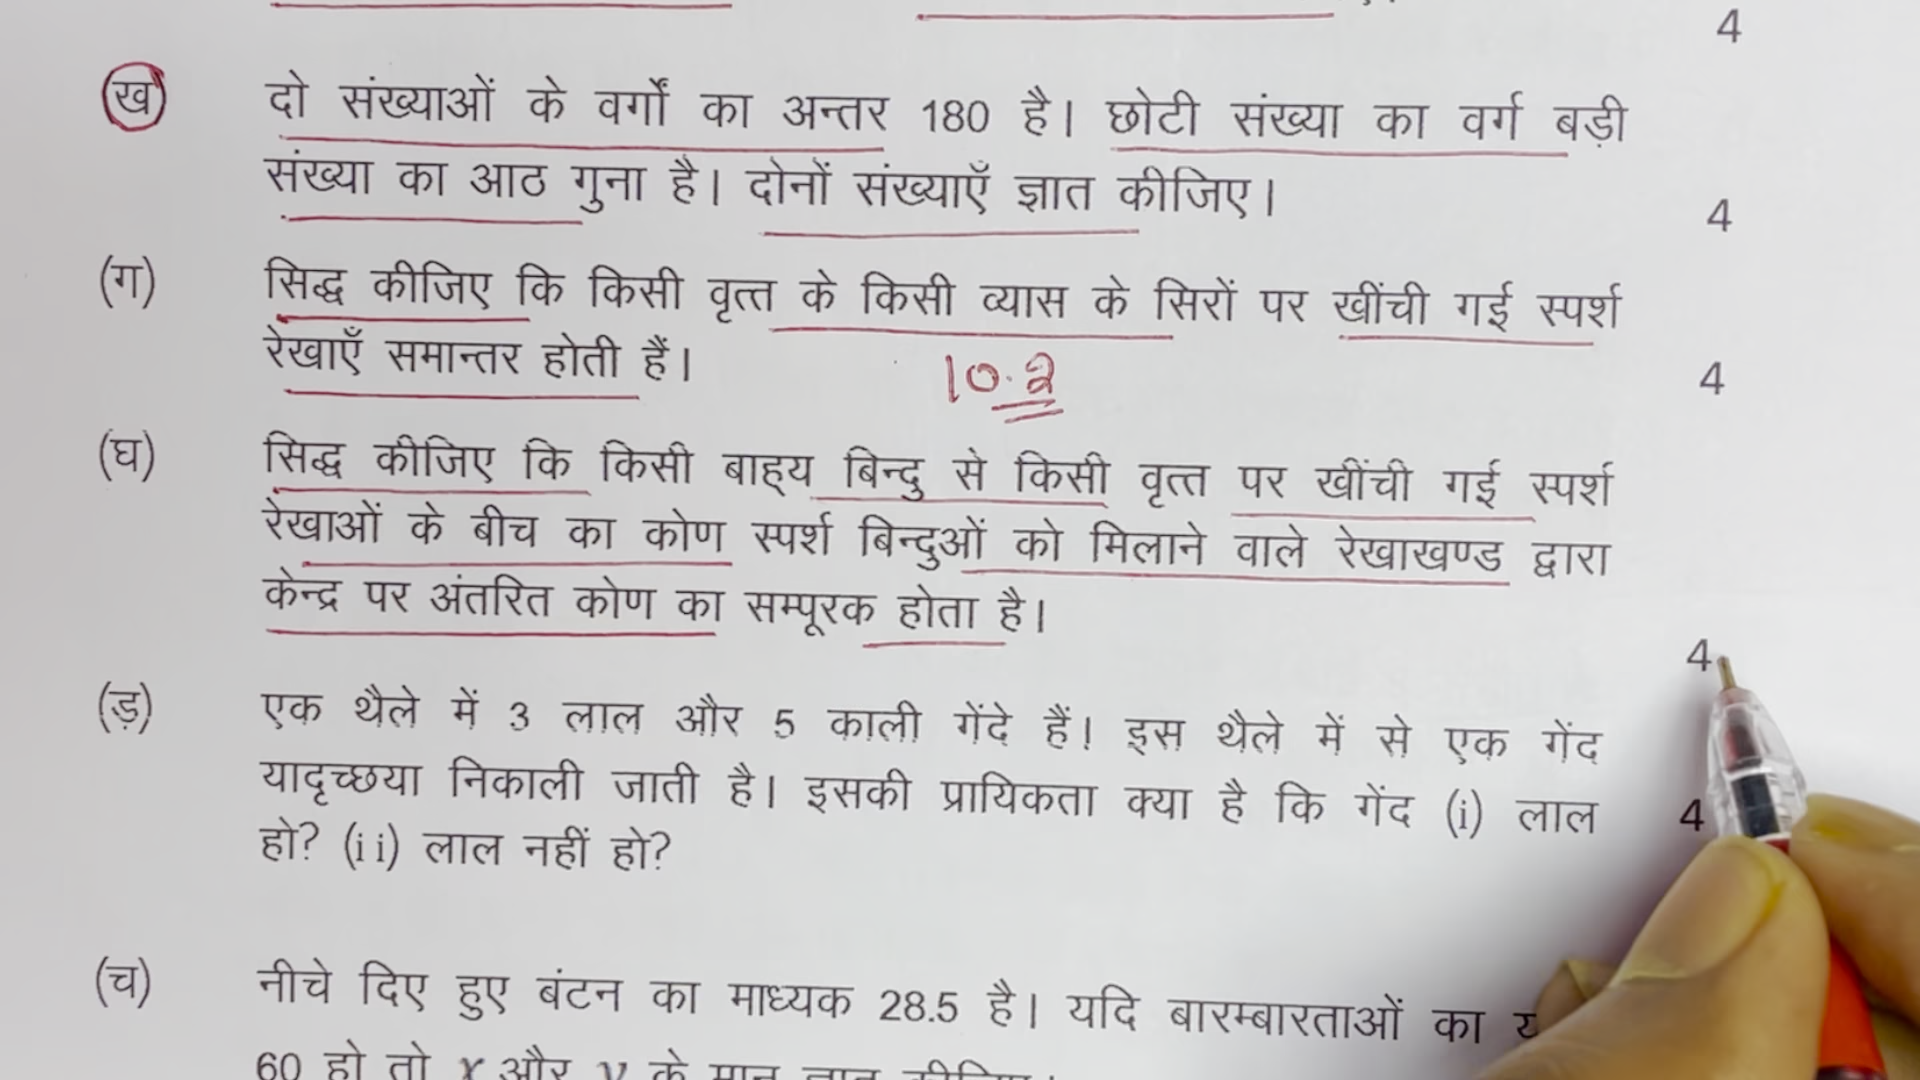 4
(ख) दो संख्याओं के वर्गों का अन्तर 180 है। छोटी संख्या का वर्ग बड़ी
संख्या का आठ गुना है। दोनों संख्याएँ ज्ञात कीजिए।
4
(ग) सिद्ध कीजिए कि किसी वृत्त के किसी व्यास के सिरों पर खींची गई स्पर्श
रेखाएँ समान्तर होती हैं।
10.2
4
(घ) सिद्ध कीजिए कि किसी बाह्य बिन्दु से किसी वृत्त पर खींची गई स्पर्श
रेखाओं के बीच का कोण स्पर्श बिन्दुओं को मिलाने वाले रेखाखण्ड द्वारा
केन्द्र पर अंतरित कोण का सम्पूरक होता है।
4
(ड़) एक थैले में 3 लाल और 5 काली गेंदे हैं। इस थैले में से एक गेंद
यादृच्छया निकाली जाती है। इसकी प्रायिकता क्या है कि गेंद (i) लाल 4
हो? (ii) लाल नहीं हो?
(च) नीचे दिए हुए बंटन का माध्यक 28.5 है। यदि बारम्बारताओं का
60 हो तो x और y के मान ज्ञात कीजिए।